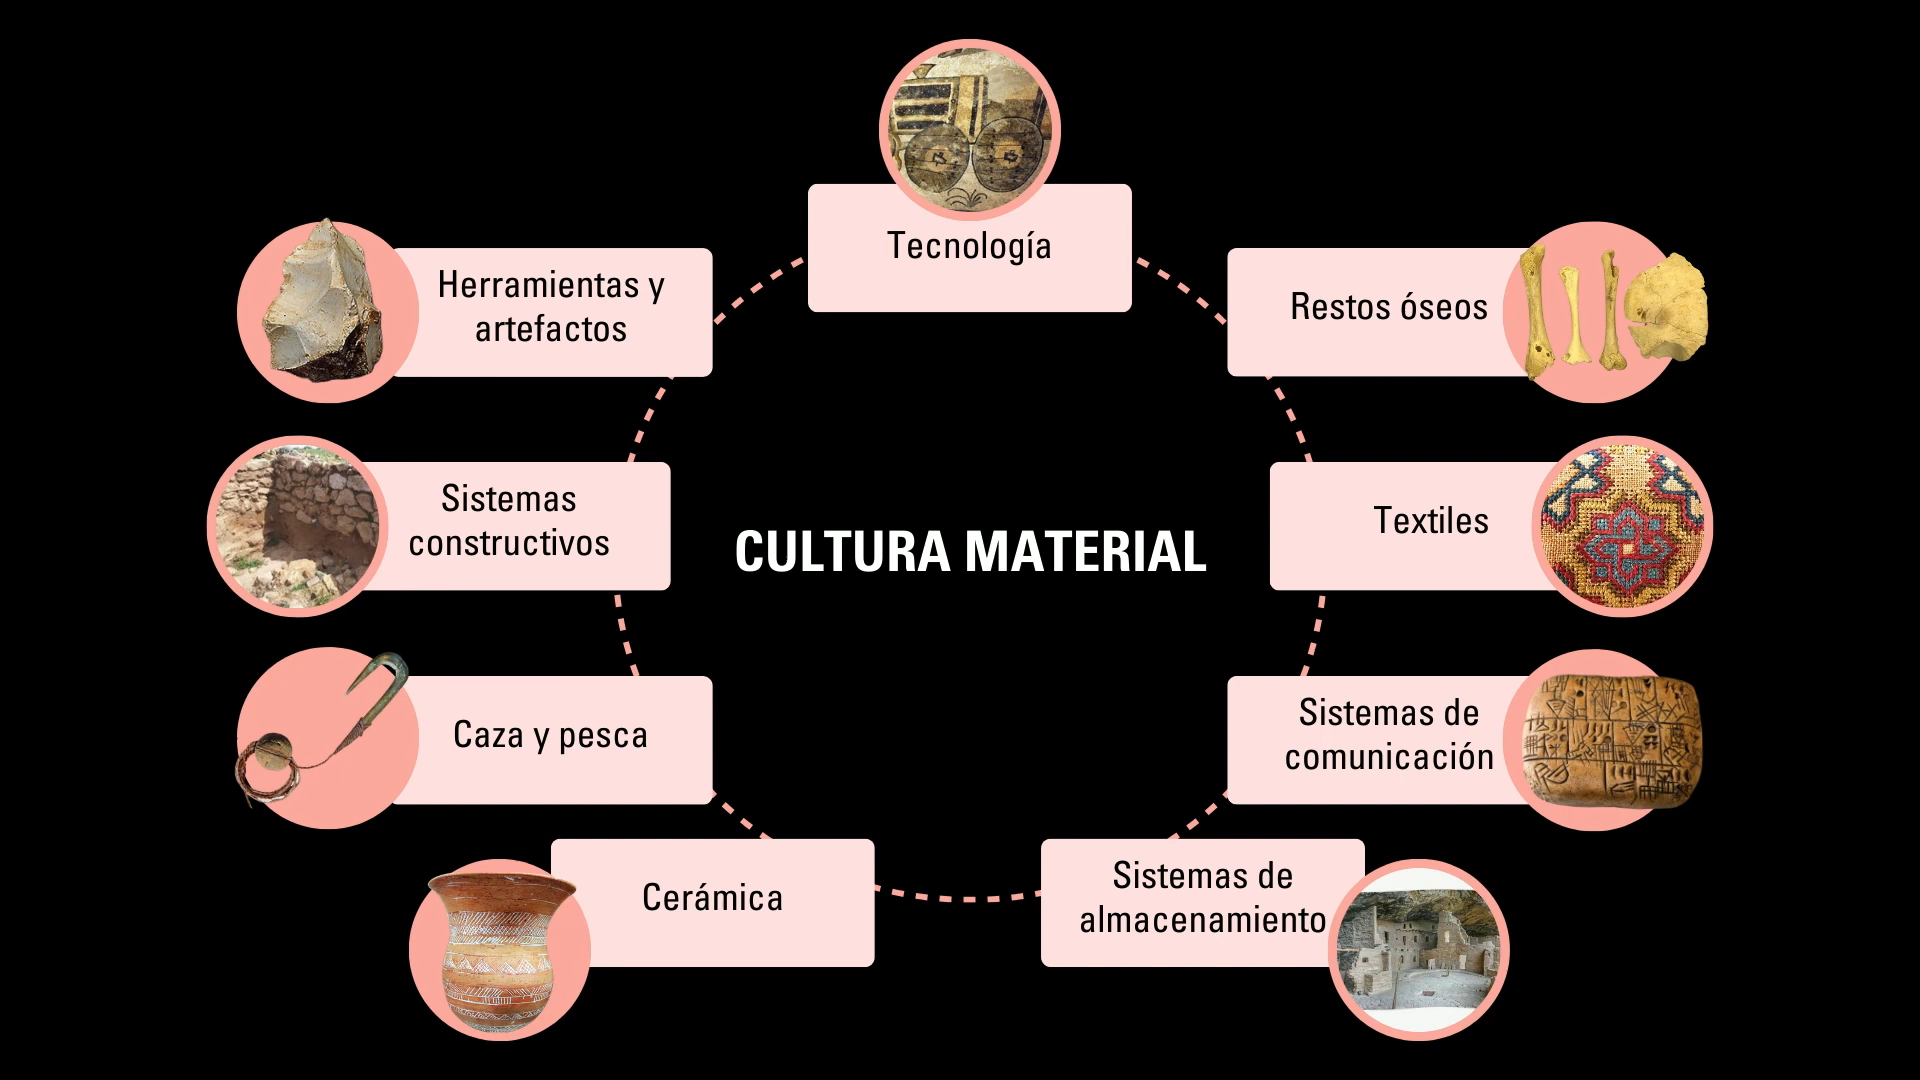 Tecnología
Herramientas y
artefactos
Restos óseos
Sistemas
constructivos
Textiles
CULTURA MATERIAL
Caza y pesca
Sistemas de
comunicación
Cerámica
Sistemas de
almacenamiento